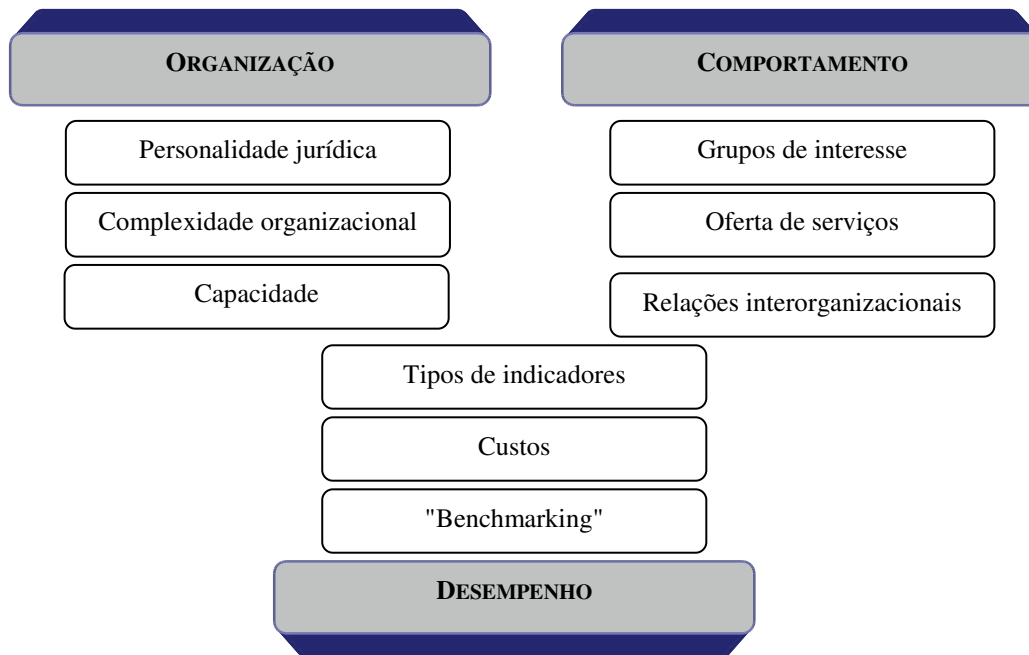 ORGANIZAÇÃO
Personalidade jurídica
Complexidade organizacional
Capacidade
COMPORTAMENTO
Grupos de interesse
Oferta de serviços
Relações interorganizacionais
Tipos de indicadores
Custos
"Benchmarking"
DESEMPENHO